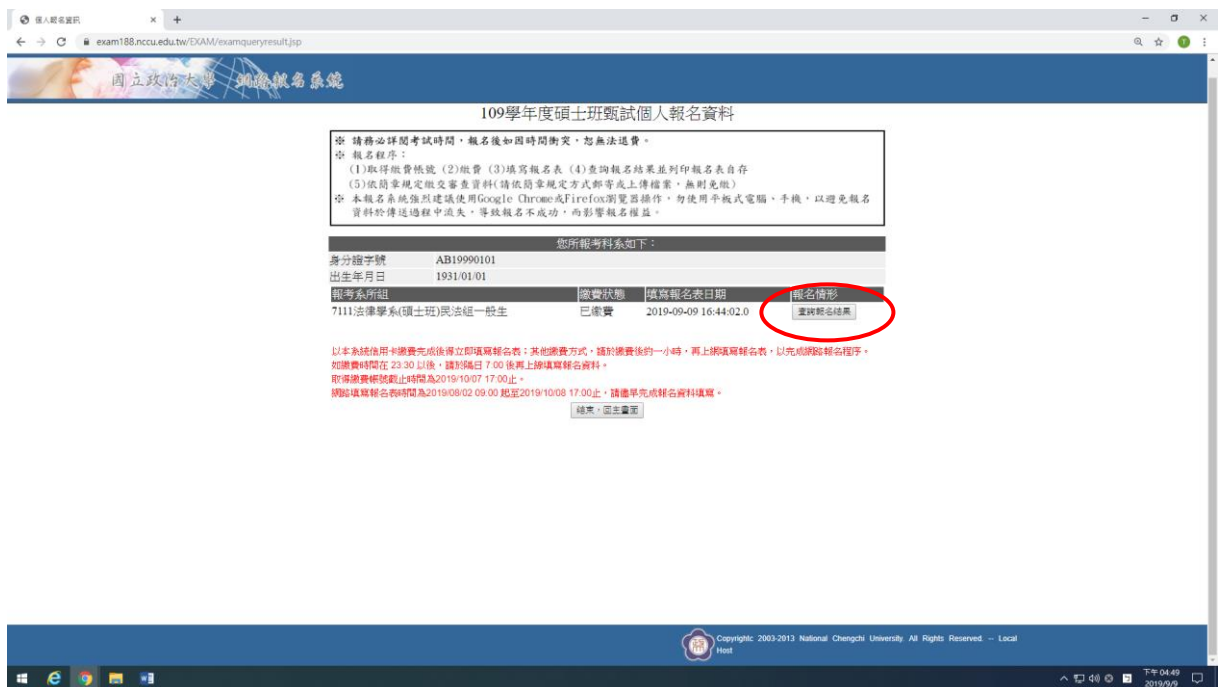 個人報名資訊
exam188.nccu.edu.tw/EXAM/examqueryresult.jsp
國立政治大學 網路報名系統
109學年度碩士班甄試個人報名資料
※ 請務必詳閱考試時間，報名後如因時間衝突，恕無法退費。
※ 報名程序：
(1)取得繳費帳號 (2)繳費 (3)填寫報名表 (4)查詢報名結果並列印報名表自存
(5)依簡章規定繳交審查資料(請依簡章規定方式郵寄或上傳檔案，無則免繳)
※ 本報名系統強烈建議使用Google Chrome或Firefox瀏覽器操作，勿使用平板式電腦、手機，以避免報名
資料於傳送過程中流失，導致報名不成功，而影響報名權益。
您所報考科系如下：
身分證字號 AB19990101
出生年月日 1931/01/01
報考系所組 繳費狀態 填寫報名表日期 報名情形
7111法律學系(碩士班)民法組一般生 已繳費 2019-09-09 16:44:02.0 查詢報名結果
以本系統信用卡繳費完成後得立即填寫報名表；其他繳費方式，請於繳費後約一小時，再上網填寫報名表，以完成網路報名程序。
如繳費時間在 23:30 以後，請於隔日 7:00 後再上線填寫報名資料。
取得繳費帳號截止時間為2019/10/07 17:00止。
網路填寫報名表時間為2019/08/02 09:00 起至2019/10/08 17:00止，請儘早完成報名資料填寫。
結束，回主畫面
Copyrightc 2003-2013 National Chengchi University. All Rights Reserved. -- Local
Host
下午 04:49
2019/9/9